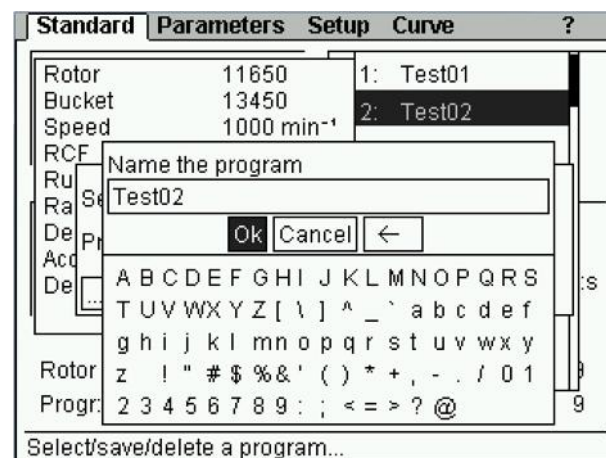 Standard Parameters Setup Curve ?
Rotor 11650
Bucket 13450
Speed 1000 min⁻¹
RCF
1: Test01
2: Test02
Name the program
Test02
Ok Cancel ←
A B C D E F G H I J K L M N O P Q R S
T U V W X Y Z [ \ ] ^ _ ` a b c d e f
g h i j k l m n o p q r s t u v w x y
z ! " # $ % & ' ( ) * + , - . / 0 1
2 3 4 5 6 7 8 9 : ; < = > ? @
Rotor
Progr. 9
Select/save/delete a program...